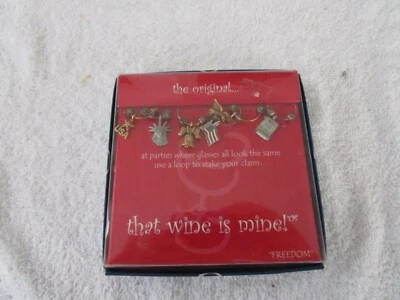 the original...
at parties where glasses all look the same
use a loop to stake your claim...
that wine is mine!™
"FREEDOM"